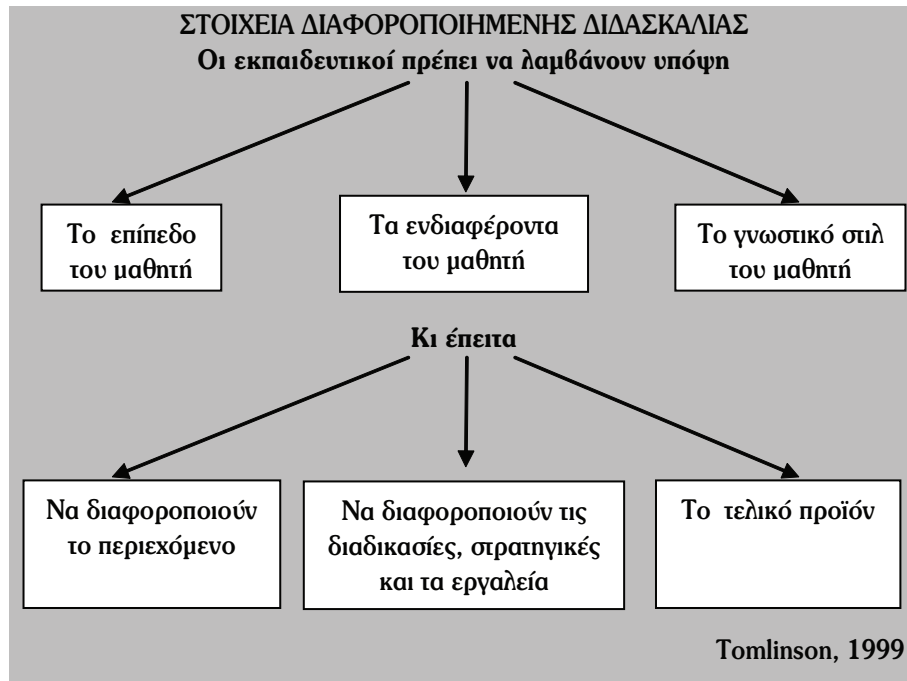 ΣΤΟΙΧΕΙΑ ΔΙΑΦΟΡΟΠΟΙΗΜΕΝΗΣ ΔΙΔΑΣΚΑΛΙΑΣ
Οι εκπαιδευτικοί πρέπει να λαμβάνουν υπόψη
Το επίπεδο
του μαθητή
Τα ενδιαφέροντα
του μαθητή
Το γνωστικό στιλ
του μαθητή
Κι έπειτα
Να διαφοροποιούν
το περιεχόμενο
Να διαφοροποιούν τις
διαδικασίες, στρατηγικές
και τα εργαλεία
Το τελικό προϊόν
Tomlinson, 1999